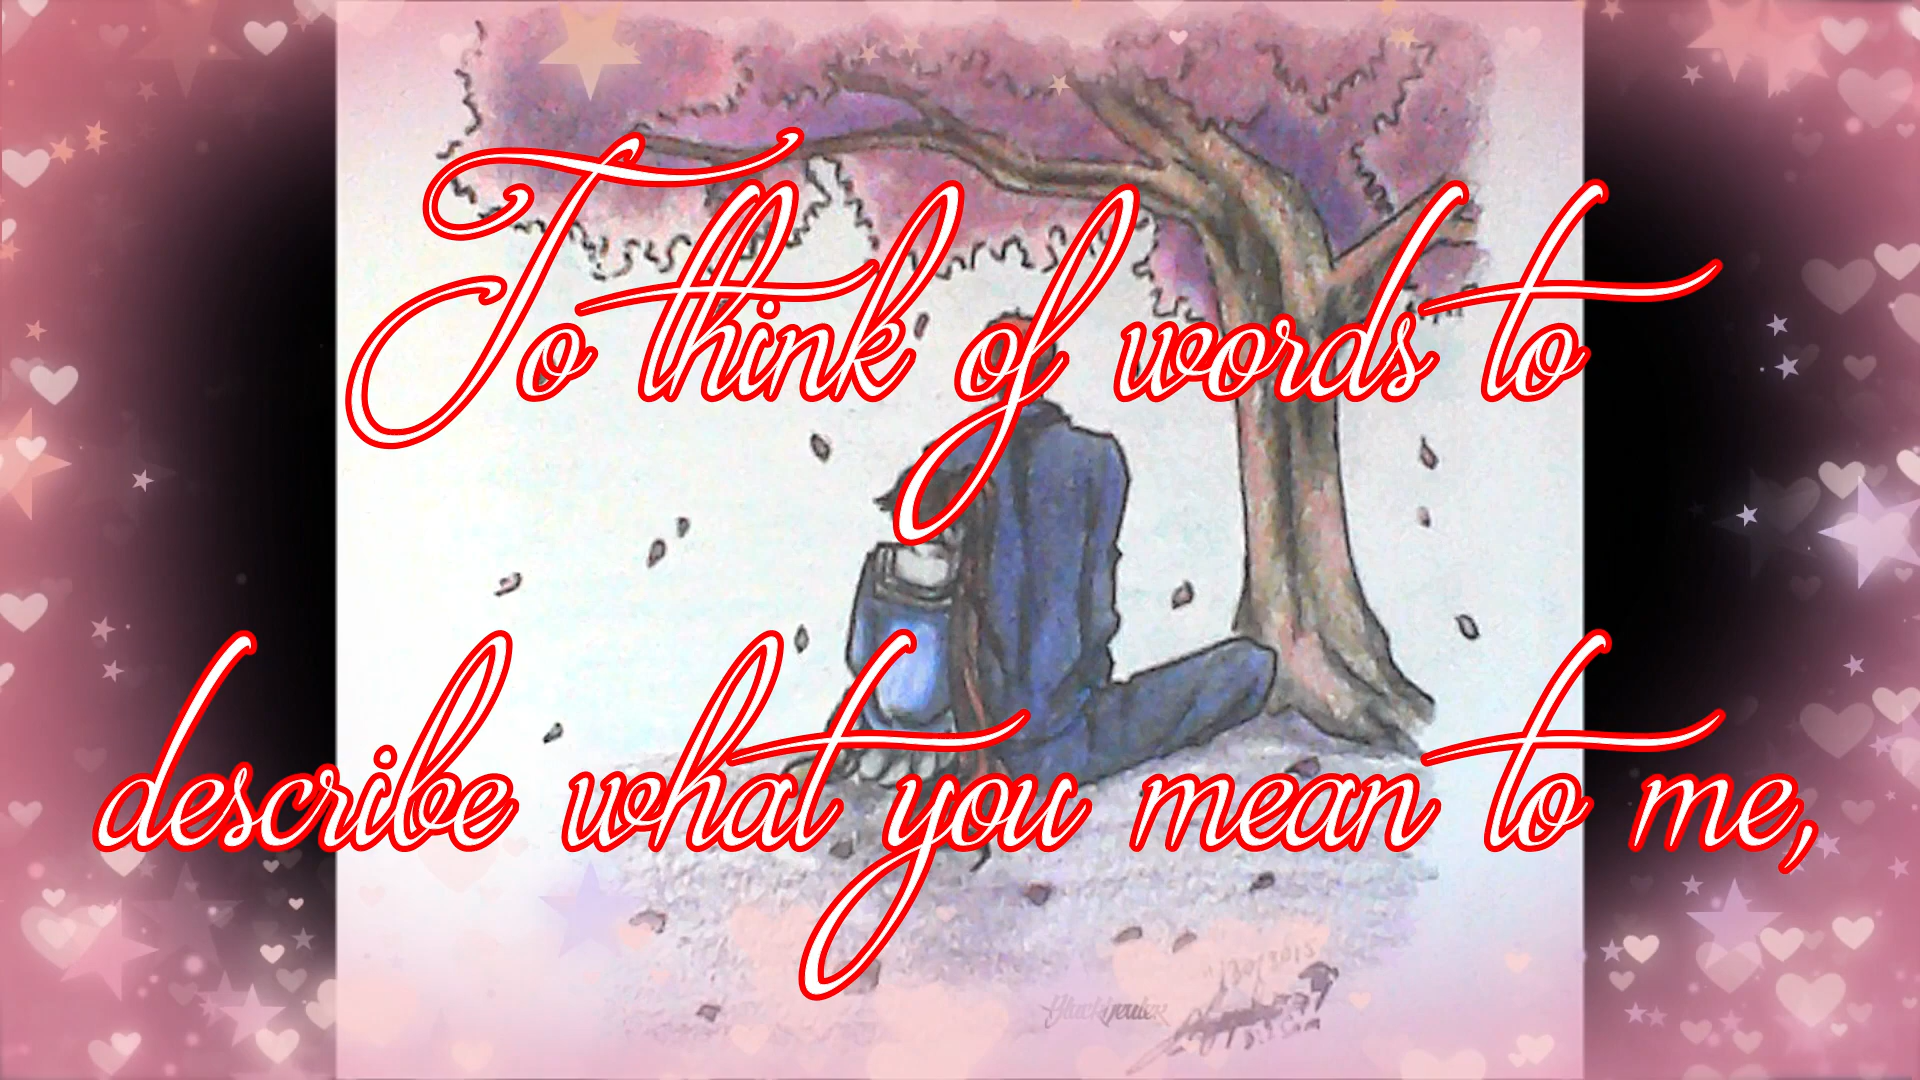 To think of words to
describe what you mean to me,